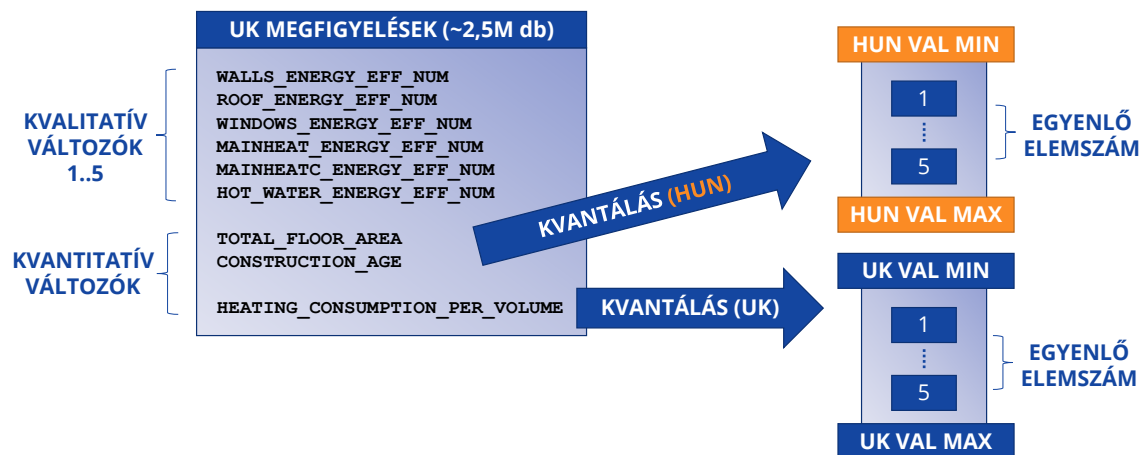 UK MEGFIGYELÉSEK (~2,5M db)
KVALITATÍV
VÁLTOZÓK
1..5
WALLS_ENERGY_EFF_NUM
ROOF_ENERGY_EFF_NUM
WINDOWS_ENERGY_EFF_NUM
MAINHEAT_ENERGY_EFF_NUM
MAINHEATC_ENERGY_EFF_NUM
HOT_WATER_ENERGY_EFF_NUM
KVANTITATÍV
VÁLTOZÓK
TOTAL_FLOOR_AREA
CONSTRUCTION_AGE
HEATING_CONSUMPTION_PER_VOLUME
KVANTÁLÁS (HUN)
KVANTÁLÁS (UK)
HUN VAL MIN
1
5
HUN VAL MAX
EGYENLŐ
ELEMSZÁM
UK VAL MIN
1
5
UK VAL MAX
EGYENLŐ
ELEMSZÁM